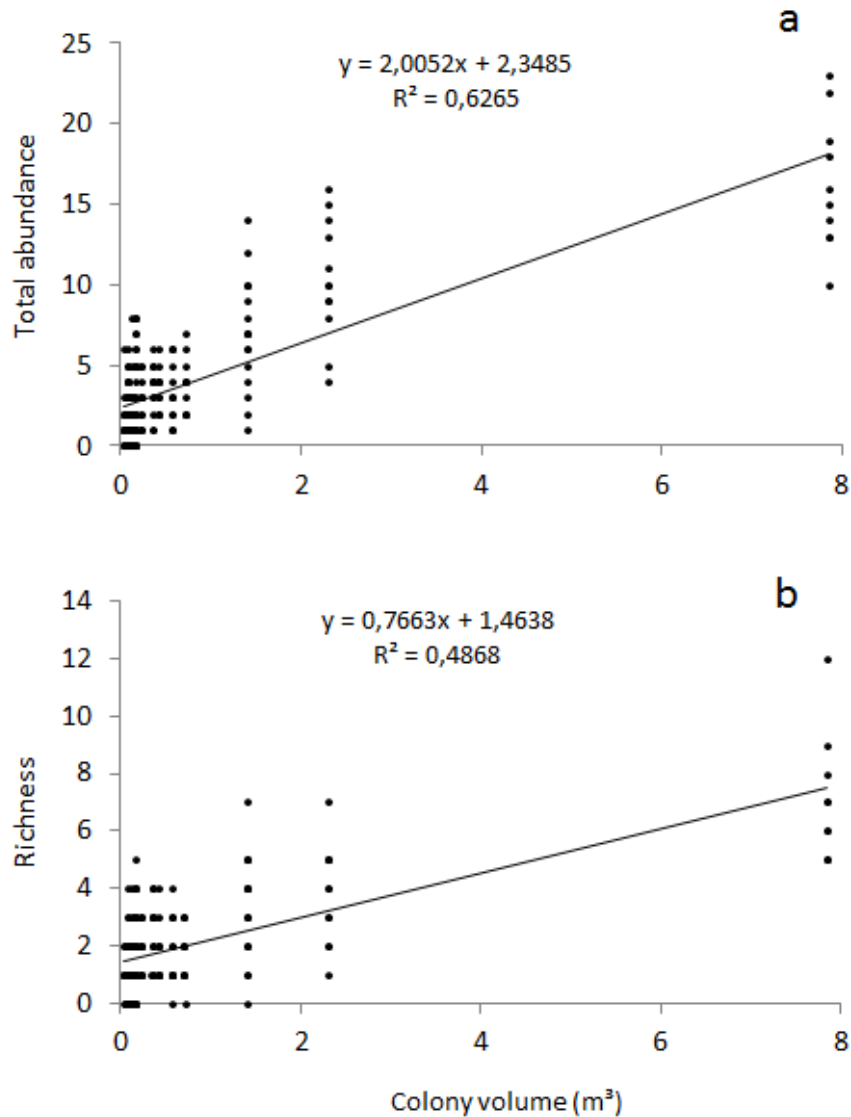 a
y = 2,0052x + 2,3485
R² = 0,6265
Total abundance
25
20
15
10
5
0
0 2 4 6 8
b
y = 0,7663x + 1,4638
R² = 0,4868
Richness
14
12
10
8
6
4
2
0
0 2 4 6 8
Colony volume (m³)